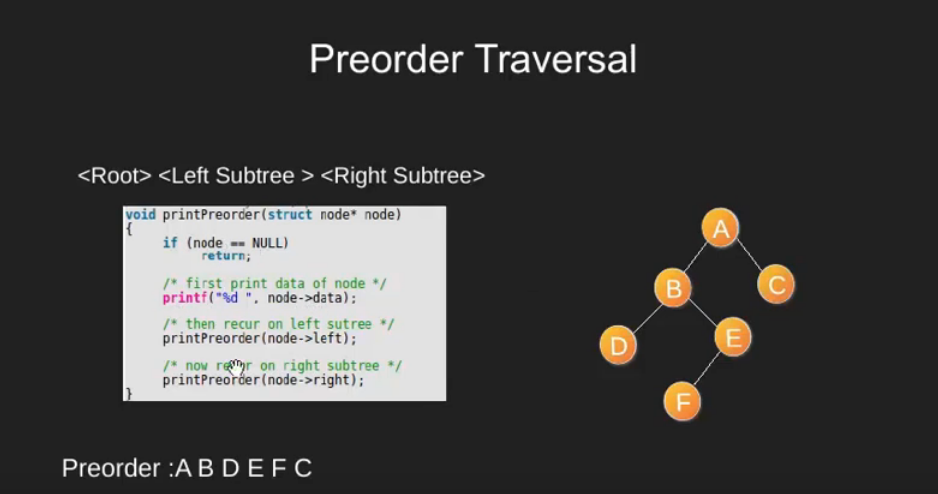 Preorder Traversal
<Root> <Left Subtree > <Right Subtree>
void printPreorder(struct node* node)
{
if (node == NULL)
return;
/* first print data of node */
printf("%d ", node->data);
/* then recur on left sutree */
printPreorder(node->left);
/* now recur on right subtree */
printPreorder(node->right);
}
A
B
C
D
E
F
Preorder :A B D E F C